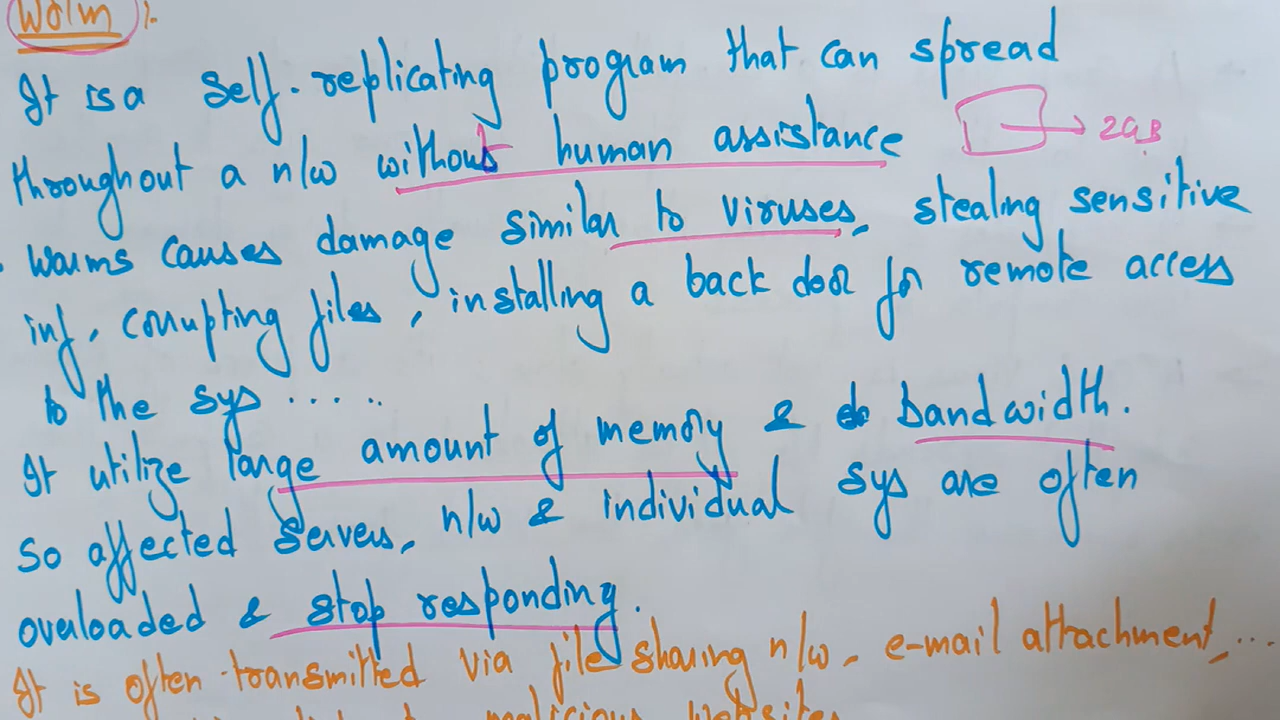 Worm :-
It is a self-replicating program that can spread
throughout a n/w without human assistance
→ 2GB
. Worms causes damage similar to viruses, stealing sensitive
inf, corrupting files, installing a back door for remote access
to the sys ......
It utilize large amount of memory & bandwidth.
So affected servers, n/w & individual sys are often
overloaded & stop responding.
It is often transmitted via file sharing n/w, e-mail attachment, ...
malicious websites